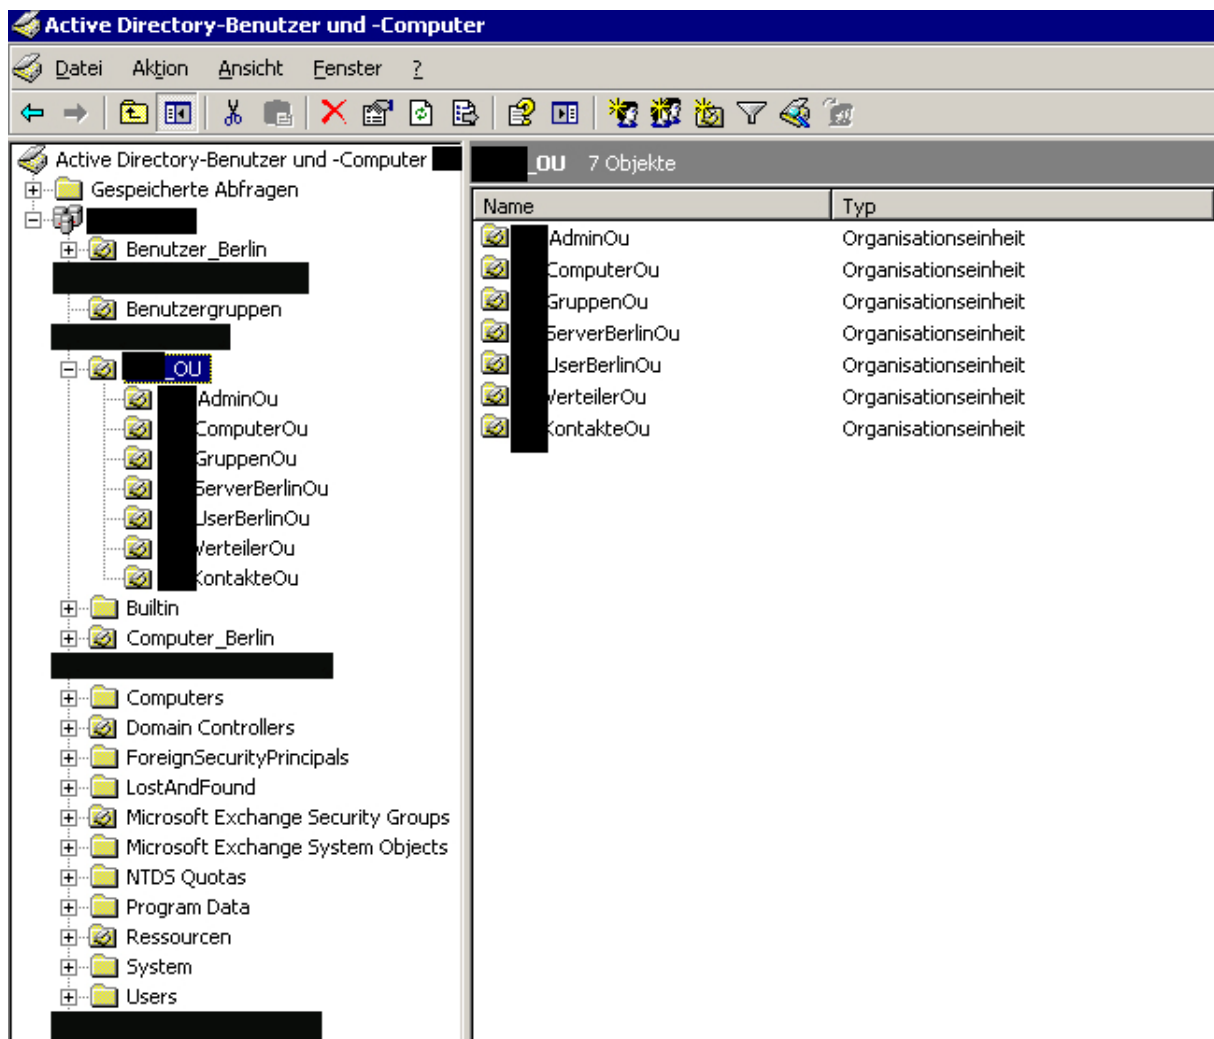 Active Directory-Benutzer und -Computer
Datei Aktion Ansicht Fenster ?
Active Directory-Benutzer und -Computer
Gespeicherte Abfragen
Benutzer_Berlin
Benutzergruppen
_OU
AdminOu
ComputerOu
GruppenOu
ServerBerlinOu
UserBerlinOu
VerteilerOu
KontakteOu
Builtin
Computer_Berlin
Computers
Domain Controllers
ForeignSecurityPrincipals
LostAndFound
Microsoft Exchange Security Groups
Microsoft Exchange System Objects
NTDS Quotas
Program Data
Ressourcen
System
Users
_OU 7 Objekte
Name Typ
AdminOu Organisationseinheit
ComputerOu Organisationseinheit
GruppenOu Organisationseinheit
ServerBerlinOu Organisationseinheit
UserBerlinOu Organisationseinheit
VerteilerOu Organisationseinheit
KontakteOu Organisationseinheit